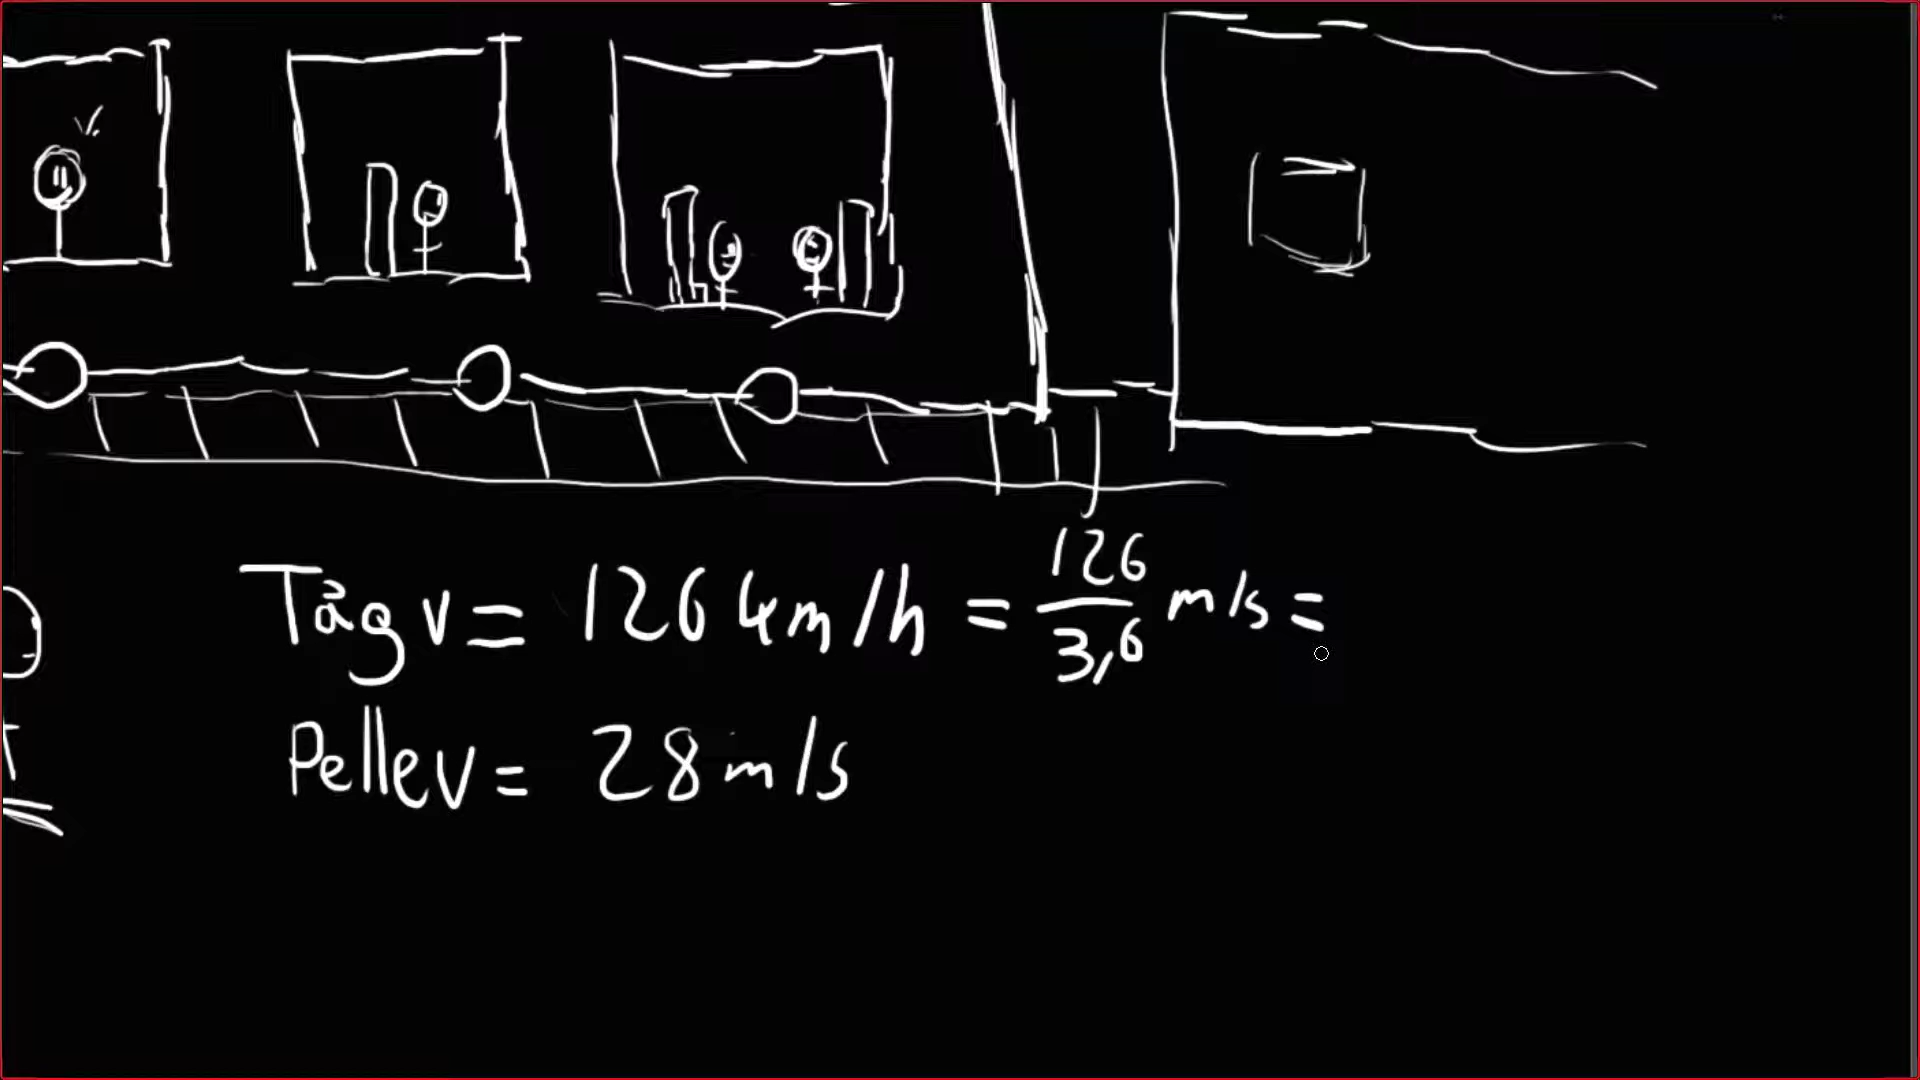 Tåg v = 126 km/h = 126/3,6 m/s =
Pelle v = 28 m/s